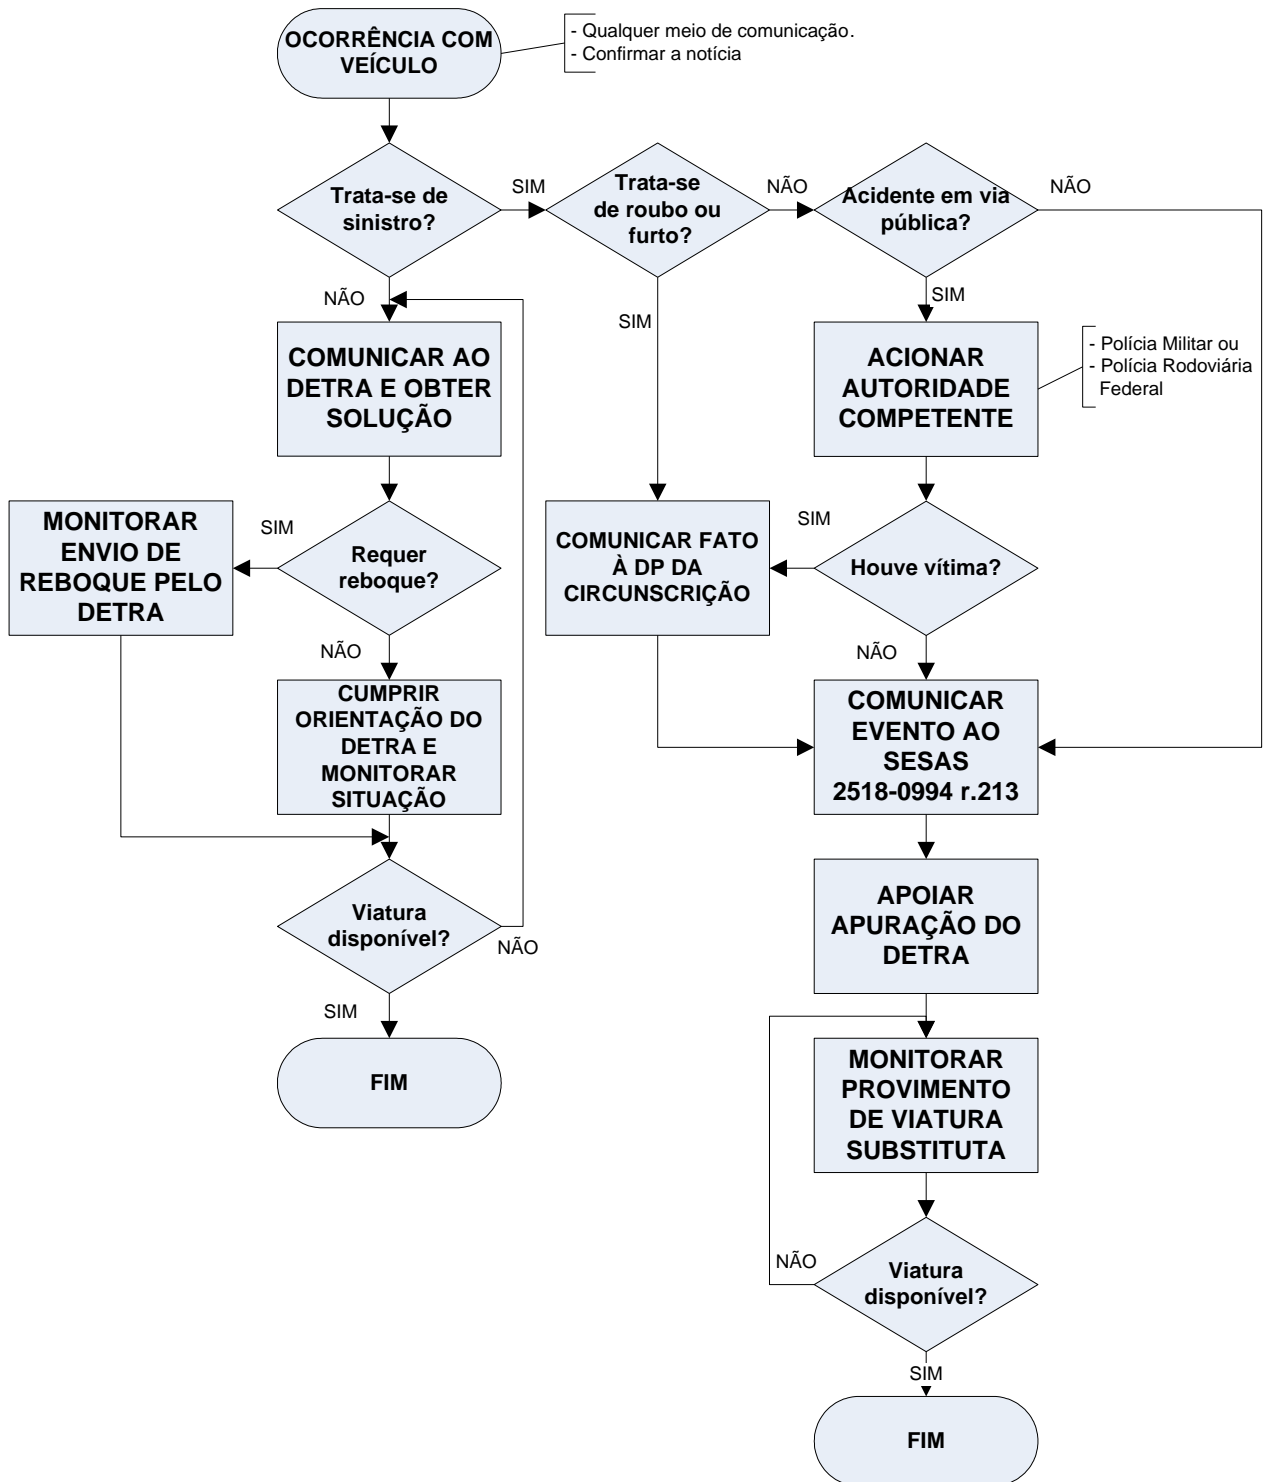 OCORRÊNCIA COM
VEÍCULO
- Qualquer meio de comunicação.
- Confirmar a notícia
Trata-se de
sinistro?
SIM
Trata-se
de roubo ou
furto?
NÃO
Acidente em via
pública?
NÃO
NÃO
SIM
SIM
COMUNICAR AO
DETRA E OBTER
SOLUÇÃO
ACIONAR
AUTORIDADE
COMPETENTE
- Polícia Militar ou
- Polícia Rodoviária
Federal
MONITORAR
ENVIO DE
REBOQUE PELO
DETRA
SIM
Requer
reboque?
COMUNICAR FATO
À DP DA
CIRCUNSCRIÇÃO
SIM
Houve vítima?
NÃO
NÃO
CUMPRIR
ORIENTAÇÃO DO
DETRA E
MONITORAR
SITUAÇÃO
COMUNICAR
EVENTO AO
SESAS
2518-0994 r.213
Viatura
disponível?
NÃO
APOIAR
APURAÇÃO DO
DETRA
SIM
FIM
MONITORAR
PROVIMENTO
DE VIATURA
SUBSTITUTA
NÃO
Viatura
disponível?
SIM
FIM